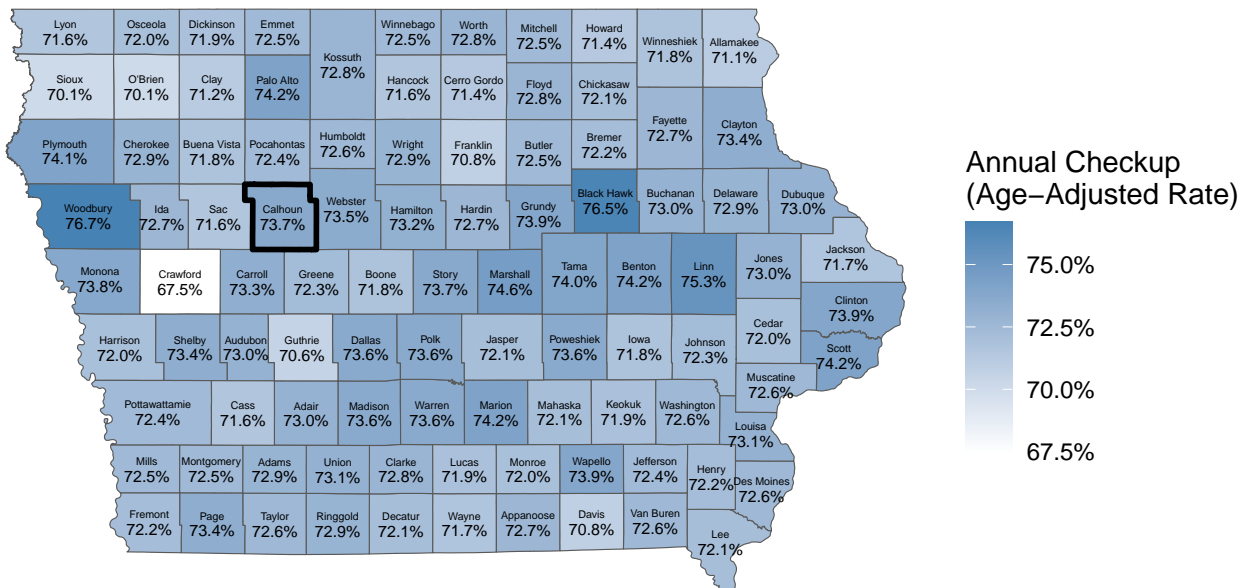 Lyon
71.6%
Osceola
72.0%
Dickinson
71.9%
Emmet
72.5%
Kossuth
72.8%
Winnebago
72.5%
Worth
72.8%
Mitchell
72.5%
Howard
71.4%
Winneshiek
71.8%
Allamakee
71.1%
Sioux
70.1%
O'Brien
70.1%
Clay
71.2%
Palo Alto
74.2%
Hancock
71.6%
Cerro Gordo
71.4%
Floyd
72.8%
Chickasaw
72.1%
Fayette
72.7%
Clayton
73.4%
Plymouth
74.1%
Cherokee
72.9%
Buena Vista
71.8%
Pocahontas
72.4%
Humboldt
72.6%
Wright
72.9%
Franklin
70.8%
Butler
72.5%
Bremer
72.2%
Woodbury
76.7%
Ida
72.7%
Sac
71.6%
Calhoun
73.7%
Webster
73.5%
Hamilton
73.2%
Hardin
72.7%
Grundy
73.9%
Black Hawk
76.5%
Buchanan
73.0%
Delaware
72.9%
Dubuque
73.0%
Monona
73.8%
Crawford
67.5%
Carroll
73.3%
Greene
72.3%
Boone
71.8%
Story
73.7%
Marshall
74.6%
Tama
74.0%
Benton
74.2%
Linn
75.3%
Jones
73.0%
Jackson
71.7%
Clinton
73.9%
Harrison
72.0%
Shelby
73.4%
Audubon
73.0%
Guthrie
70.6%
Dallas
73.6%
Polk
73.6%
Jasper
72.1%
Poweshiek
73.6%
Iowa
71.8%
Johnson
72.3%
Cedar
72.0%
Scott
74.2%
Muscatine
72.6%
Pottawattamie
72.4%
Cass
71.6%
Adair
73.0%
Madison
73.6%
Warren
73.6%
Marion
74.2%
Mahaska
72.1%
Keokuk
71.9%
Washington
72.6%
Louisa
73.1%
Mills
72.5%
Montgomery
72.5%
Adams
72.9%
Union
73.1%
Clarke
72.8%
Lucas
71.9%
Monroe
72.0%
Wapello
73.9%
Jefferson
72.4%
Henry
72.2%
Des Moines
72.6%
Fremont
72.2%
Page
73.4%
Taylor
72.6%
Ringgold
72.9%
Decatur
72.1%
Wayne
71.7%
Appanoose
72.7%
Davis
70.8%
Van Buren
72.6%
Lee
72.1%
Annual Checkup
(Age−Adjusted Rate)
75.0%
72.5%
70.0%
67.5%